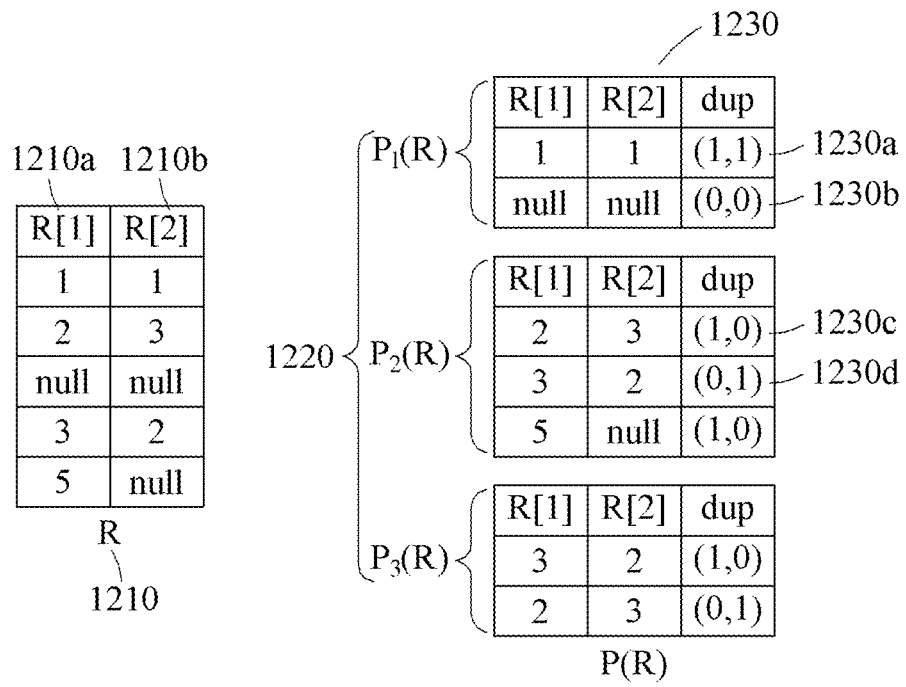 1230
R[1] R[2] dup
P1(R) 1 1 (1,1) 1230a
null null (0,0) 1230b
1210a 1210b
R[1] R[2]
1 1
2 3
null null
3 2
5 null
R
1210
1220
R[1] R[2] dup
2 3 (1,0) 1230c
P2(R) 3 2 (0,1) 1230d
5 null (1,0)
R[1] R[2] dup
P3(R) 3 2 (1,0)
2 3 (0,1)
P(R)